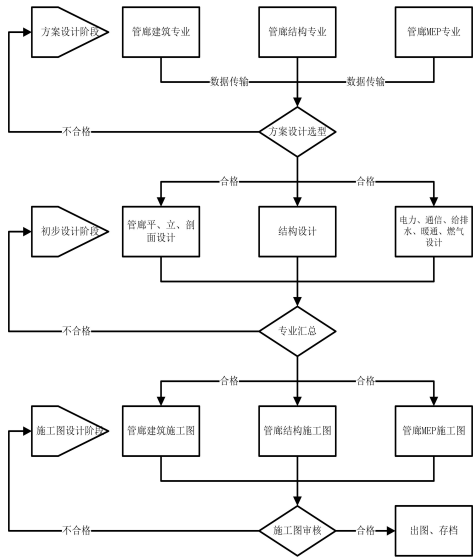 方案设计阶段
管廊建筑专业
管廊结构专业
管廊MEP专业
数据传输
数据传输
不合格
方案设计选型
合格
合格
初步设计阶段
管廊平、立、剖
面设计
结构设计
电力、通信、给排
水、暖通、燃气
设计
不合格
专业汇总
合格
合格
施工图设计阶段
管廊建筑施工图
管廊结构施工图
管廊MEP施工图
不合格
施工图审核
合格
出图、存档